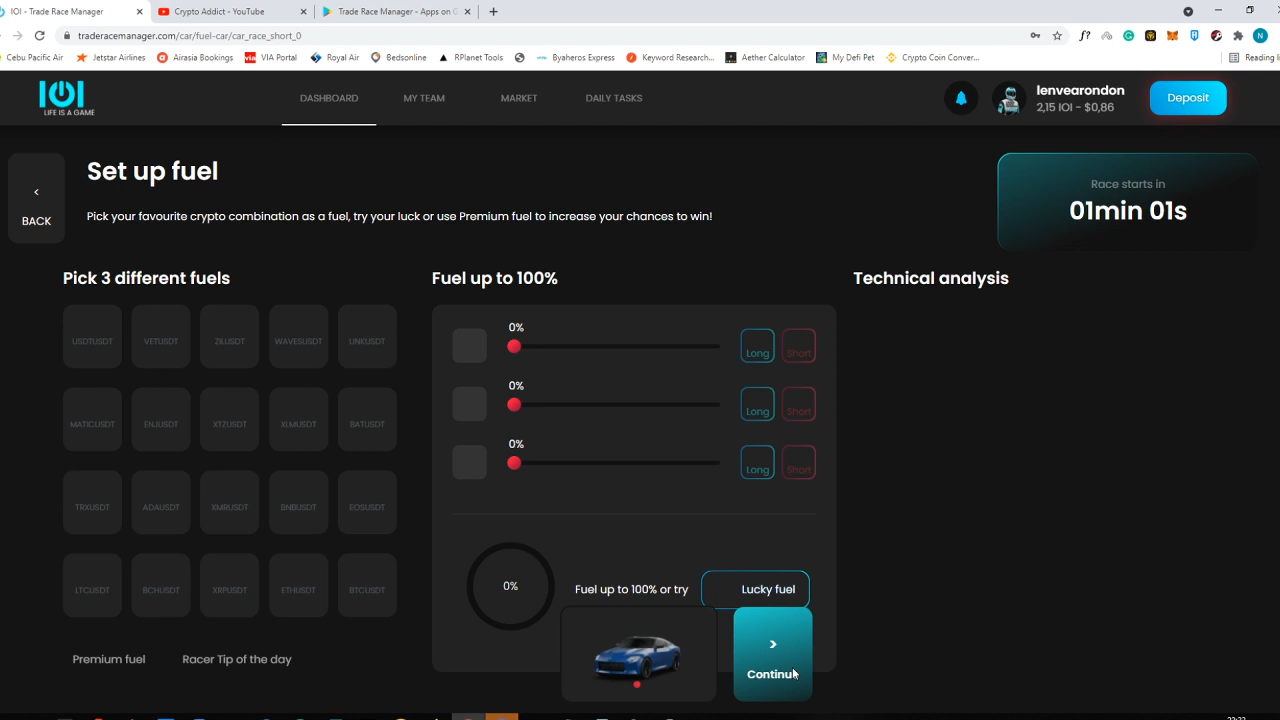 IOI - Trade Race Manager
Crypto Addict - YouTube
Trade Race Manager - Apps on G
traderacemanager.com/car/fuel-car/car_race_short_0
Cebu Pacific Air
Jetstar Airlines
Airasia Bookings
VIA Portal
Royal Air
Bedsonline
RPlanet Tools
Byaheros Express
Keyword Research...
Aether Calculator
My Defi Pet
Crypto Coin Conver...
Reading
IOI
LIFE IS A GAME
DASHBOARD
MY TEAM
MARKET
DAILY TASKS
lenvearondon
2,15 IOI - $0,86
Deposit
<
BACK
Set up fuel
Pick your favourite crypto combination as a fuel, try your luck or use Premium fuel to increase your chances to win!
Race starts in
01min 01s
Pick 3 different fuels
Fuel up to 100%
Technical analysis
USDTUSDT
VETUSDT
ZILUSDT
WAVESUSDT
LINKUSDT
MATICUSDT
ENJUSDT
XTZUSDT
XLMUSDT
BATUSDT
TRXUSDT
ADAUSDT
XMRUSDT
BNBUSDT
EOSUSDT
LTCUSDT
BCHUSDT
XRPUSDT
ETHUSDT
BTCUSDT
0%
Long
Short
0%
Long
Short
0%
Long
Short
0%
Fuel up to 100% or try
Lucky fuel
>
Continue
Premium fuel
Racer Tip of the day